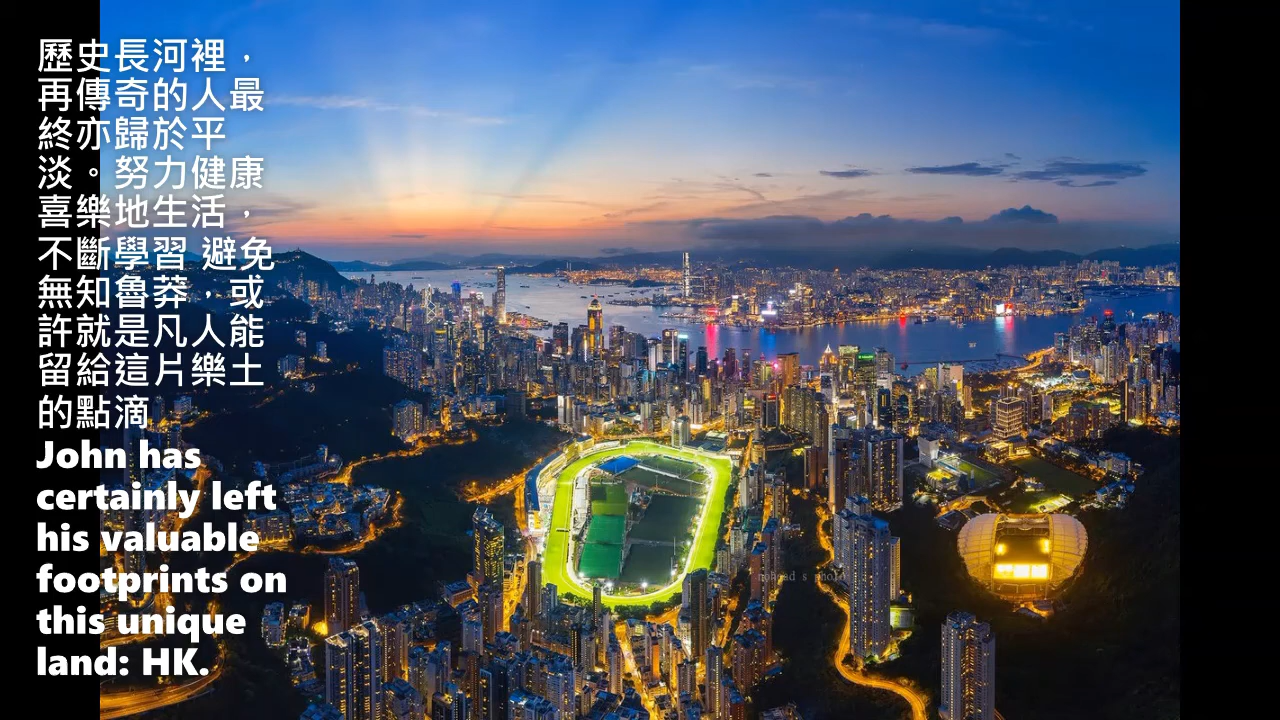 歷史長河裡，
再傳奇的人最
終亦歸於平
淡。努力健康
喜樂地生活，
不斷學習 避免
無知魯莽，或
許就是凡人能
留給這片樂土
的點滴
John has
certainly left
his valuable
footprints on
this unique
land: HK.